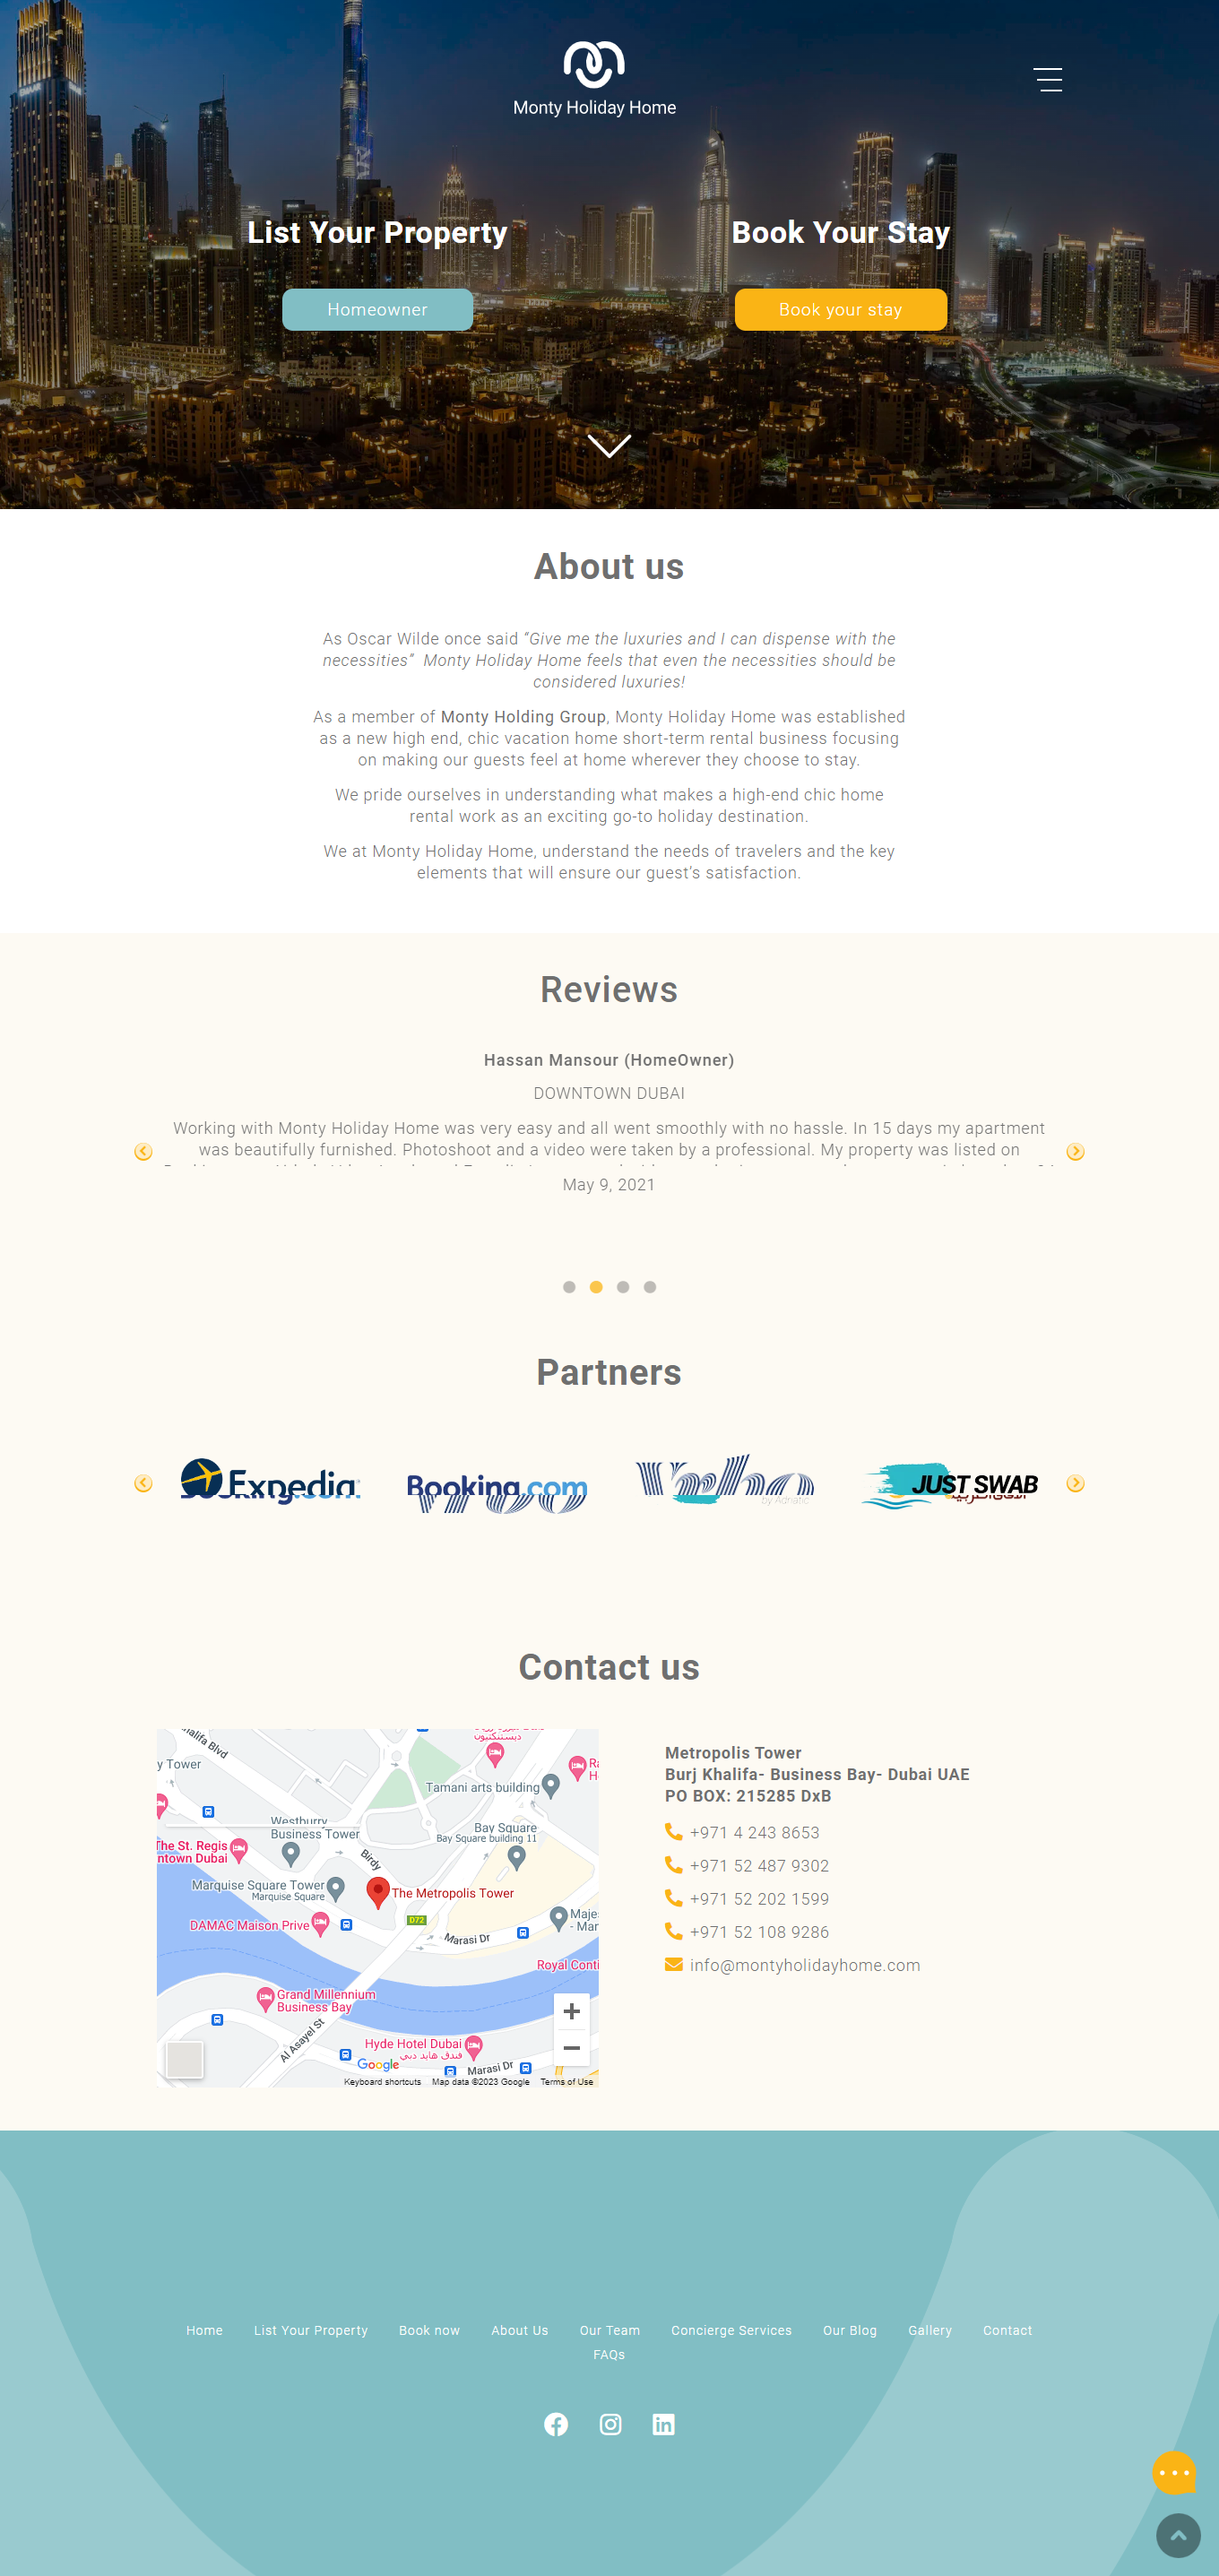 Monty Holiday Home
List Your Property
Book Your Stay
Homeowner
Book your stay
About us
As Oscar Wilde once said “Give me the luxuries and I can dispense with the
necessities”  Monty Holiday Home feels that even the necessities should be
considered luxuries!
As a member of Monty Holding Group, Monty Holiday Home was established
as a new high end, chic vacation home short-term rental business focusing
on making our guests feel at home wherever they choose to stay.
We pride ourselves in understanding what makes a high-end chic home
rental work as an exciting go-to holiday destination.
We at Monty Holiday Home, understand the needs of travelers and the key
elements that will ensure our guest’s satisfaction.
Reviews
Hassan Mansour (HomeOwner)
DOWNTOWN DUBAI
Working with Monty Holiday Home was very easy and all went smoothly with no hassle. In 15 days my apartment
was beautifully furnished. Photoshoot and a video were taken by a professional. My property was listed on
May 9, 2021
Partners
Expedia
Booking.com
by Adriatic
JUST SWAB
Contact us
Khalifa Blvd
y Tower
Tamani arts building
Westburry
Business Tower
Bay Square
Bay Square building 11
The St. Regis
ntown Dubai
Birdy
Marquise Square Tower
Marquise Square
The Metropolis Tower
DAMAC Maison Prive
D72
Marasi Dr
Majes
- Mar
Royal Conti
Grand Millennium
Business Bay
Al Asayel St
Hyde Hotel Dubai
فندق هايد دبي
Marasi Dr
Google
Keyboard shortcuts
Map data ©2023 Google
Terms of Use
Metropolis Tower
Burj Khalifa- Business Bay- Dubai UAE
PO BOX: 215285 DxB
+971 4 243 8653
+971 52 487 9302
+971 52 202 1599
+971 52 108 9286
info@montyholidayhome.com
Home
List Your Property
Book now
About Us
Our Team
Concierge Services
Our Blog
Gallery
Contact
FAQs